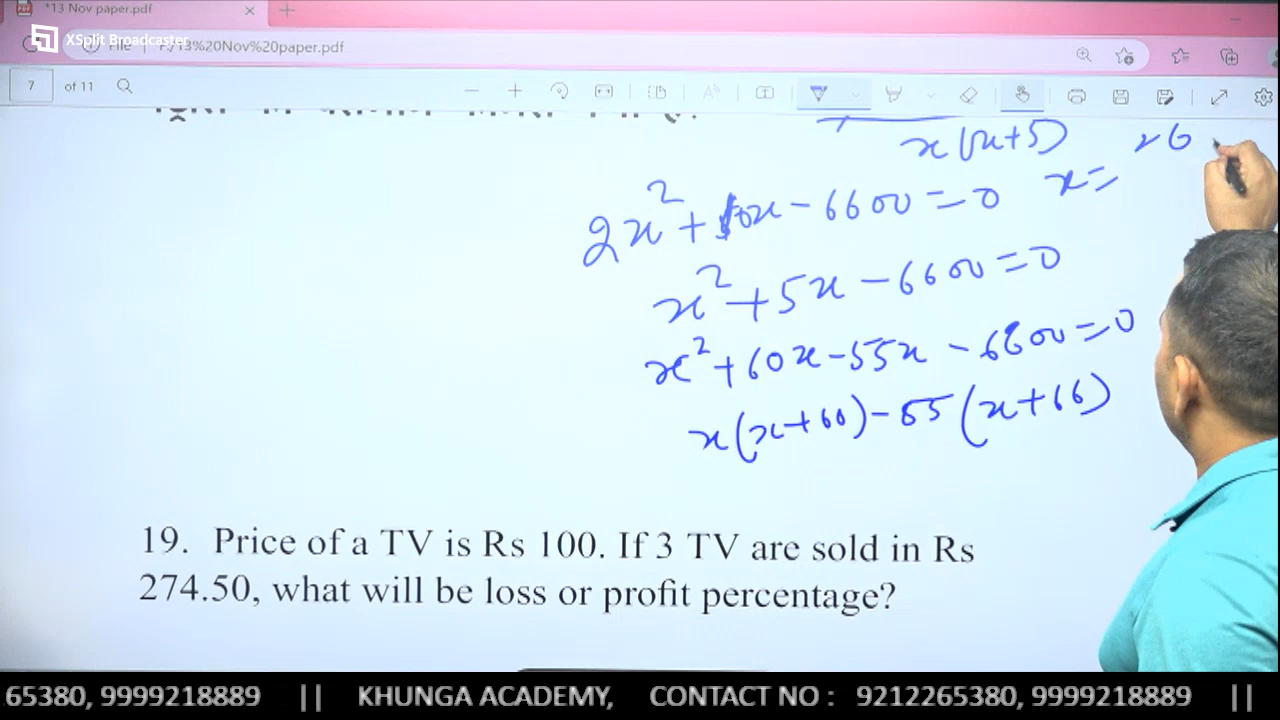 *13 Nov paper.pdf
XSplit Broadcaster
File
13%20Nov%20paper.pdf
7 of 11
x(x+5)
x=
2x²+10x-6600=0
x²+5x-6600=0
x²+60x-55x-6600=0
x(x+60)-55(x+66)
19. Price of a TV is Rs 100. If 3 TV are sold in Rs
274.50, what will be loss or profit percentage?
65380, 9999218889 || KHUNGA ACADEMY, CONTACT NO : 9212265380, 9999218889 ||